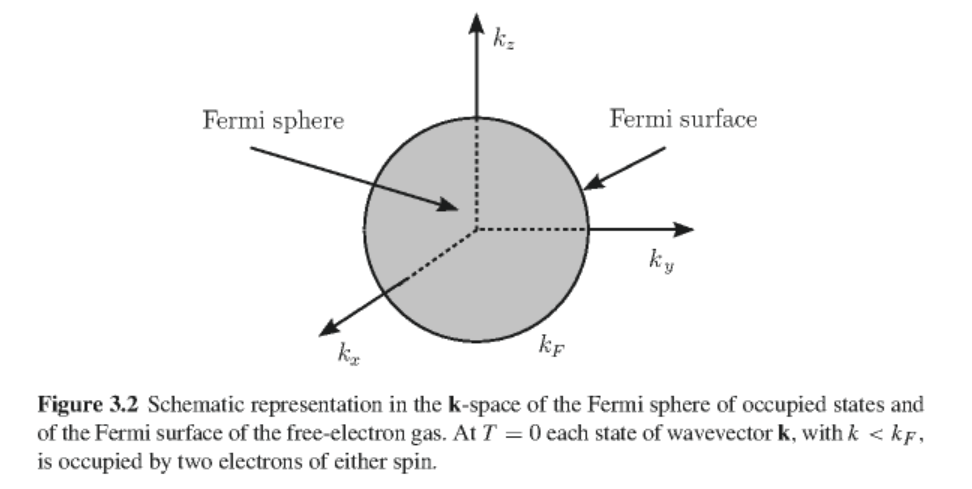 k_z
Fermi sphere
Fermi surface
k_y
k_x
k_F
Figure 3.2 Schematic representation in the k-space of the Fermi sphere of occupied states and
of the Fermi surface of the free-electron gas. At T = 0 each state of wavevector k, with k < k_F,
is occupied by two electrons of either spin.